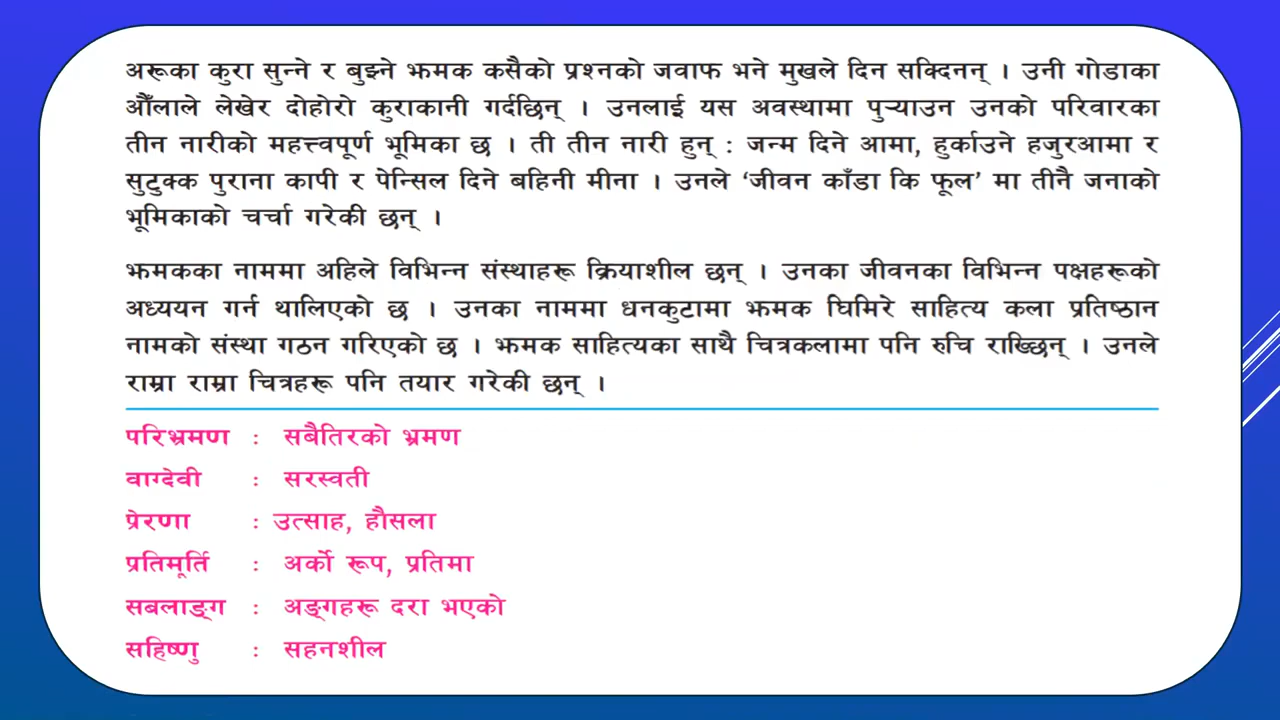 अरूका कुरा सुन्ने र बुझ्ने झमक कसैको प्रश्नको जवाफ भने मुखले दिन सक्दिनन् । उनी गोडाका
औँलाले लेखेर दोहोरो कुराकानी गर्दछिन् । उनलाई यस अवस्थामा पुऱ्याउन उनको परिवारका
तीन नारीको महत्त्वपूर्ण भूमिका छ । ती तीन नारी हुन् : जन्म दिने आमा, हुर्काउने हजुरआमा र
सुटुक्क पुराना कापी र पेन्सिल दिने बहिनी मीना । उनले ‘जीवन काँडा कि फूल’ मा तीनै जनाको
भूमिकाको चर्चा गरेकी छन् ।
झमकका नाममा अहिले विभिन्न संस्थाहरू क्रियाशील छन् । उनका जीवनका विभिन्न पक्षहरूको
अध्ययन गर्न थालिएको छ । उनका नाममा धनकुटामा झमक घिमिरे साहित्य कला प्रतिष्ठान
नामको संस्था गठन गरिएको छ । झमक साहित्यका साथै चित्रकलामा पनि रुचि राख्छिन् । उनले
राम्रा राम्रा चित्रहरू पनि तयार गरेकी छन् ।
परिभ्रमण : सबैतिरको भ्रमण
वाग्देवी : सरस्वती
प्रेरणा : उत्साह, हौसला
प्रतिमूर्ति : अर्को रूप, प्रतिमा
सबलाङ्ग : अङ्गहरू दरा भएको
सहिष्णु : सहनशील